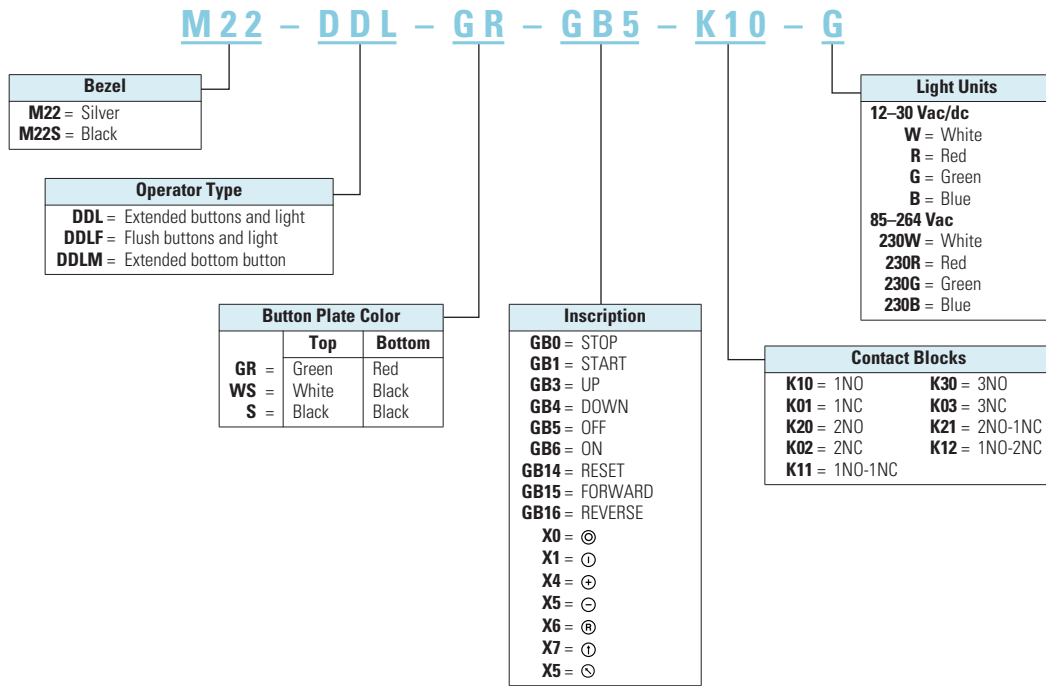 M22 – DDL – GR – GB5 – K10 – G
Bezel
M22 = Silver
M22S = Black
Operator Type
DDL = Extended buttons and light
DDLF = Flush buttons and light
DDLM = Extended bottom button
Button Plate Color
Top Bottom
GR = Green Red
WS = White Black
S = Black Black
Inscription
GB0 = STOP
GB1 = START
GB3 = UP
GB4 = DOWN
GB5 = OFF
GB6 = ON
GB14 = RESET
GB15 = FORWARD
GB16 = REVERSE
X0 = ◎
X1 = ⏼
X4 = ⊕
X5 = ⊖
X6 = ®
X7 = ↑
X5 = ↖
Light Units
12–30 Vac/dc
W = White
R = Red
G = Green
B = Blue
85–264 Vac
230W = White
230R = Red
230G = Green
230B = Blue
Contact Blocks
K10 = 1NO K30 = 3NO
K01 = 1NC K03 = 3NC
K20 = 2NO K21 = 2NO-1NC
K02 = 2NC K12 = 1NO-2NC
K11 = 1NO-1NC